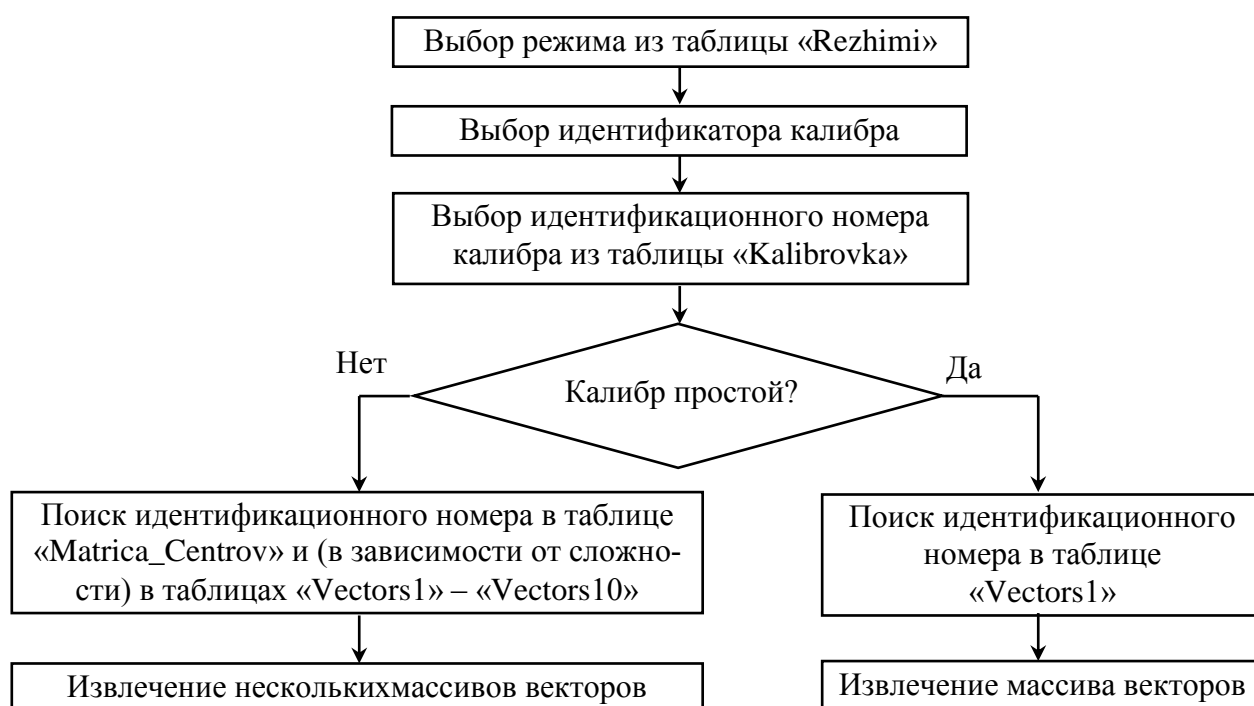 Выбор режима из таблицы «Rezhimi»
Выбор идентификатора калибра
Выбор идентификационного номера
калибра из таблицы «Kalibrovka»
Нет
Да
Калибр простой?
Поиск идентификационного номера в таблице
«Matrica_Centrov» и (в зависимости от сложно-
сти) в таблицах «Vectors1» – «Vectors10»
Поиск идентификационного
номера в таблице
«Vectors1»
Извлечение несколькихмассивов векторов
Извлечение массива векторов